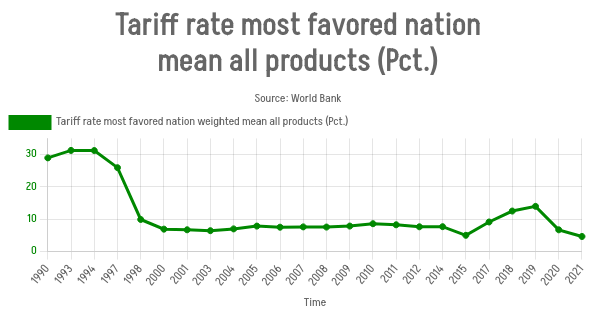 Tariff rate most favored nation
mean all products (Pct.)
Source: World Bank
Tariff rate most favored nation weighted mean all products (Pct.)
30
20
10
0
1990 1993 1994 1997 1998 2000 2001 2003 2004 2005 2006 2007 2008 2009 2010 2011 2012 2014 2015 2017 2018 2019 2020 2021
Time